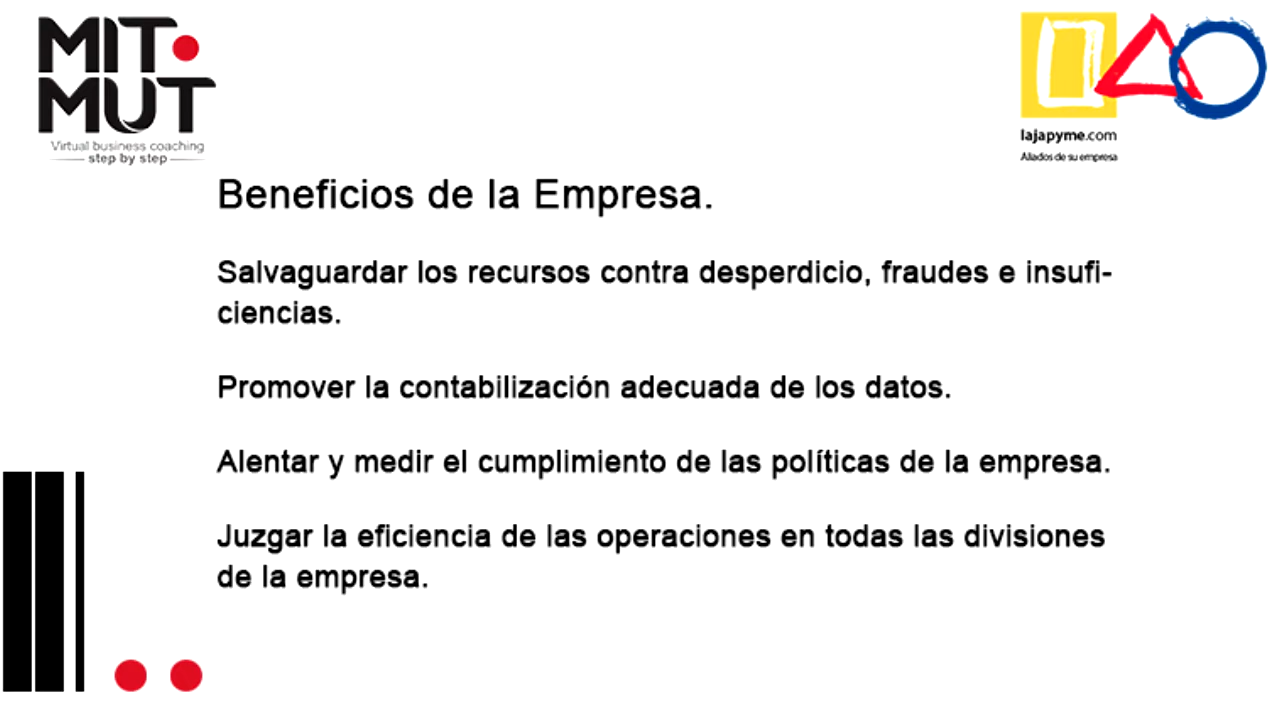 MIT
MUT
Virtual business coaching
step by step
lajapyme.com
Aliados de su empresa
Beneficios de la Empresa.
Salvaguardar los recursos contra desperdicio, fraudes e insufi-
ciencias.
Promover la contabilización adecuada de los datos.
Alentar y medir el cumplimiento de las políticas de la empresa.
Juzgar la eficiencia de las operaciones en todas las divisiones
de la empresa.